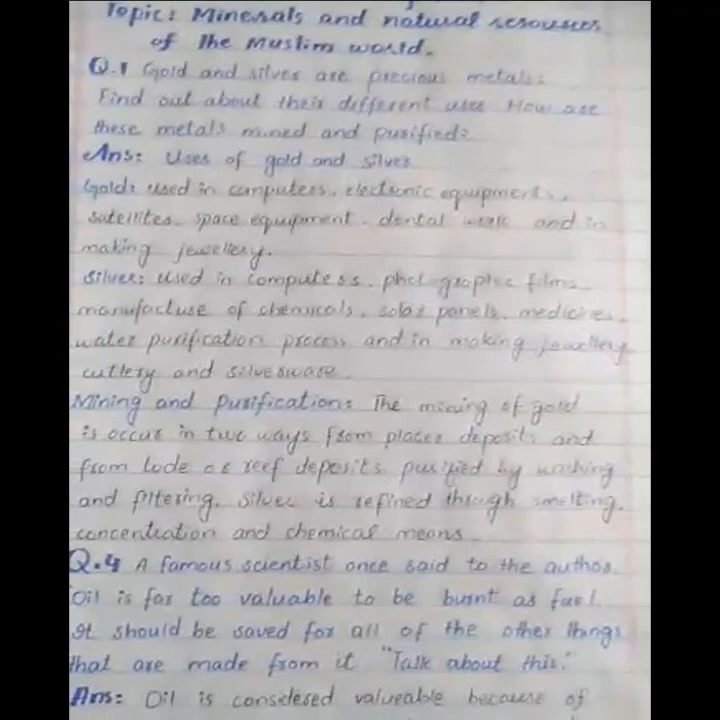 Topic: Minerals and natural resources
of the Muslim world.
Q.1 Gold and silver are precious metals:
Find out about their different uses How are
these metals mined and purified?
Ans: Uses of gold and silver
Gold: used in computers, electronic equipment,
satellites, space equipment, dental work and in
making jewellery.
Silver: used in computess, photographic films
manufacture of chemicals, solar panels, medicines,
water purification process and in making jewellery
cutlery and silverware
Mining and Purification: The mining of gold
is occur in two ways from placer deposits and
from lode or reef deposits purified by washing
and filtering. Silver is refined through smelting,
concentration and chemical means
Q.4 A famous scientist once said to the author.
Oil is far too valuable to be burnt as fuel
It should be saved for all of the other things
that are made from it "Talk about this."
Ans: Oil is considered valueable because of